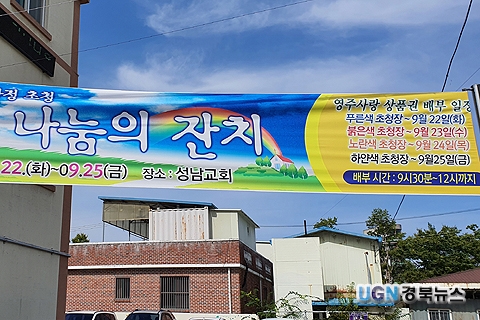 초청
나눔의 잔치
22.(화)~09.25(금)
장소 : 성남교회
영주사랑 상품권 배부 일정
푸른색 초청장~9월 22일(화)
붉은색 초청장~ 9월 23일(수)
노란색 초청장~ 9월 24일(목)
하얀색 초청장~ 9월25일(금)
배부 시간 : 9시30분~12시까지
UGN경북뉴스